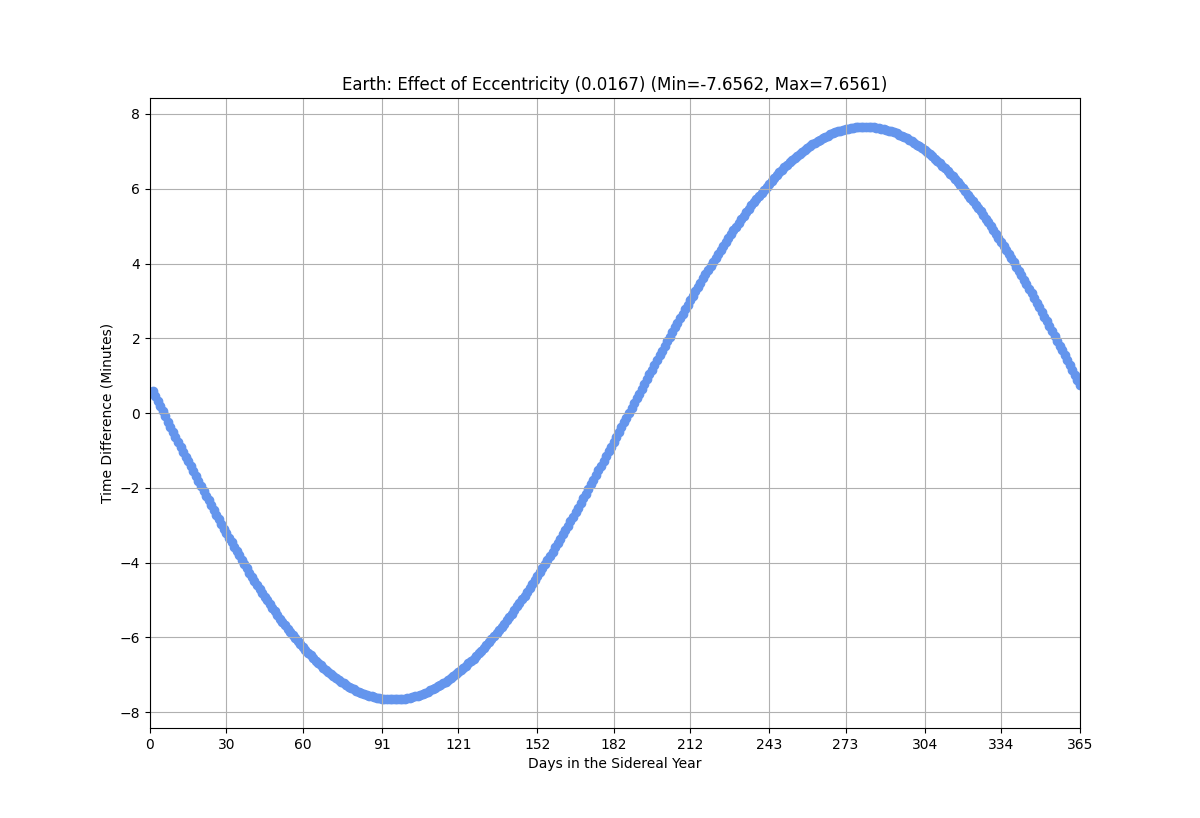 Earth: Effect of Eccentricity (0.0167) (Min=-7.6562, Max=7.6561)
8
6
4
2
0
−2
−4
−6
−8
Time Difference (Minutes)
0 30 60 91 121 152 182 212 243 273 304 334 365
Days in the Sidereal Year